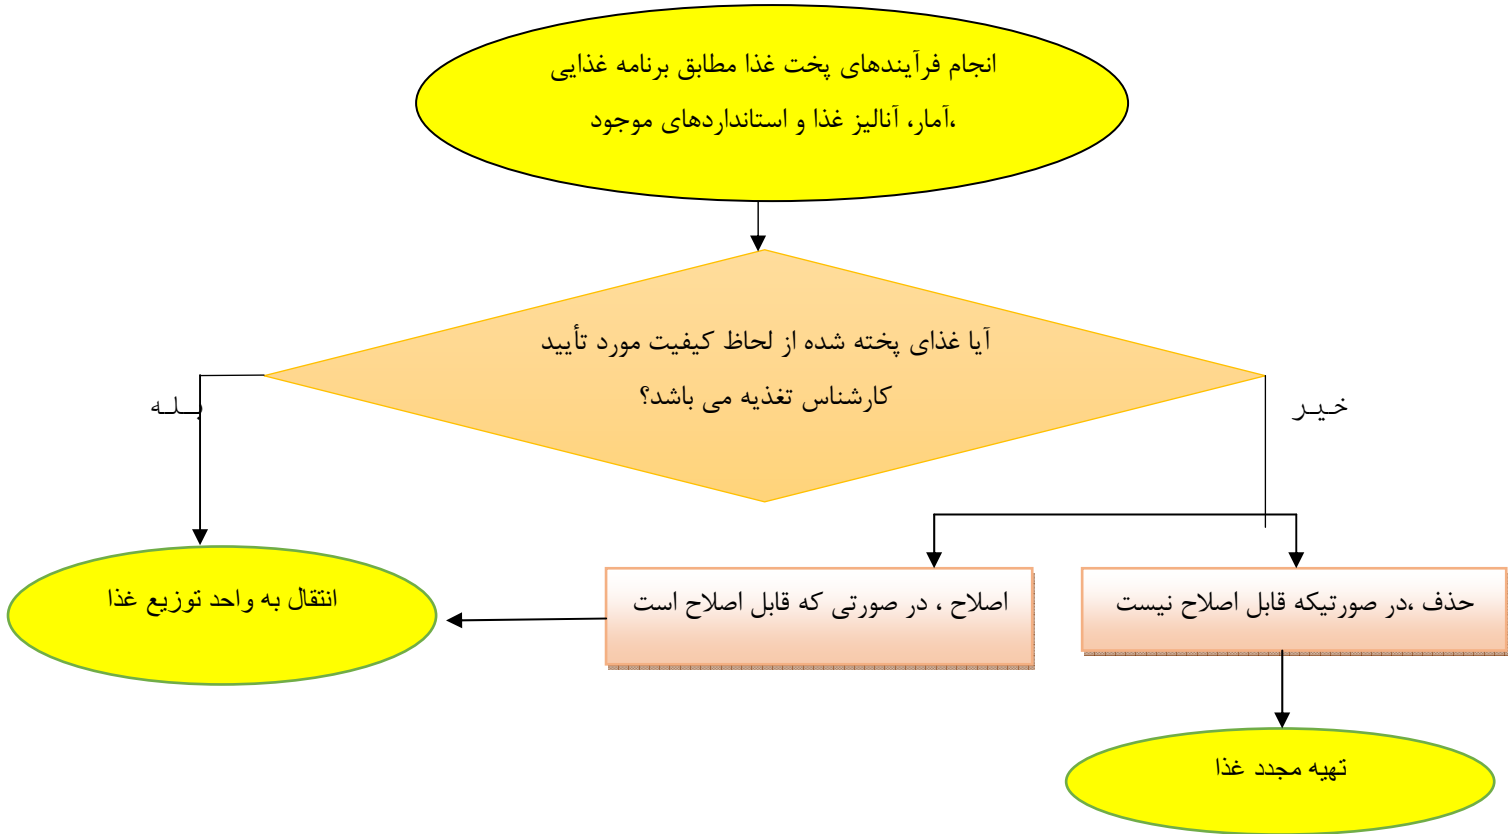 انجام فرآیندهای پخت غذا مطابق برنامه غذایی
،آمار، آنالیز غذا و استانداردهای موجود
آیا غذای پخته شده از لحاظ کیفیت مورد تأیید
کارشناس تغذیه می باشد؟
خیر
بله
حذف ،در صورتیکه قابل اصلاح نیست
اصلاح ، در صورتی که قابل اصلاح است
انتقال به واحد توزیع غذا
تهیه مجدد غذا